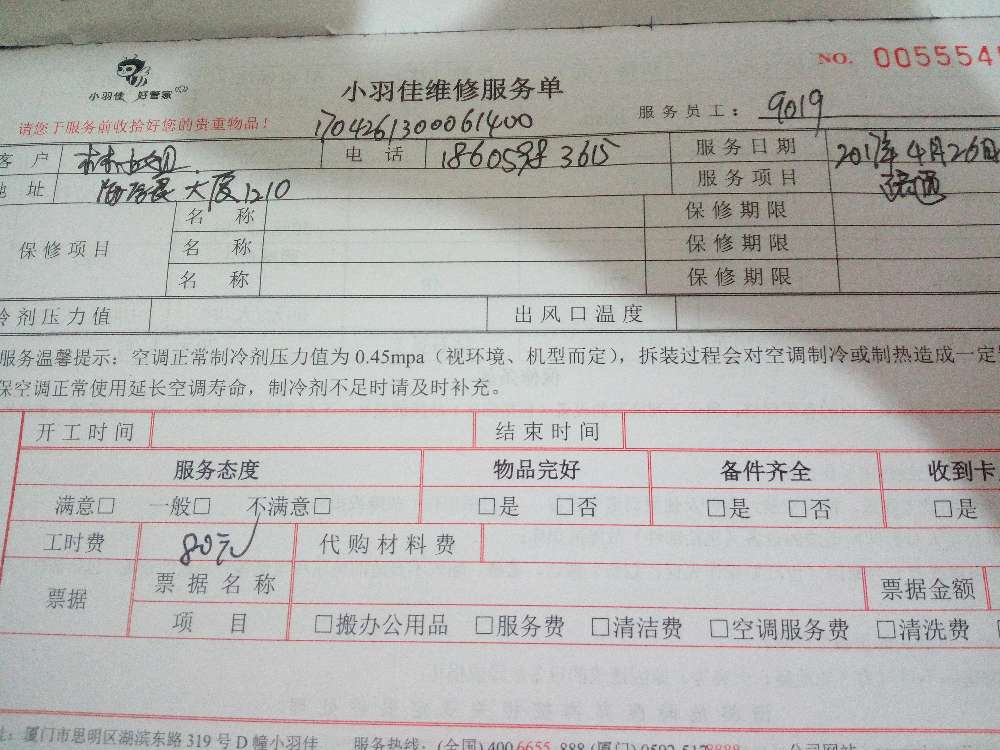 NO. 005554
小羽佳 好管家
小羽佳维修服务单
请您于服务前收拾好您的贵重物品！
1704261300061400
服务员工： 9019
客 户
电 话 3615
服务日期 2017年4月26日
地 址 大厦1210
服务项目
保修项目
名 称 保修期限
名 称 保修期限
名 称 保修期限
冷剂压力值 出风口温度
服务温馨提示：空调正常制冷剂压力值为0.45mpa（视环境、机型而定），拆装过程会对空调制冷或制热造成一定
保空调正常使用延长空调寿命，制冷剂不足时请及时补充。
开工时间 结束时间
服务态度 物品完好 备件齐全 收到卡
满意□ 一般□ 不满意□ □是 □否 □是 □否 □是
工时费 80元 代购材料费
票据 票据名称 票据金额
项 目 □搬办公用品 □服务费 □清洁费 □空调服务费 □清洗费
址：厦门市思明区湖滨东路319号D幢小羽佳 服务热线：(全国)400 6655 888 (厦门) 0592-5178888 公司网站